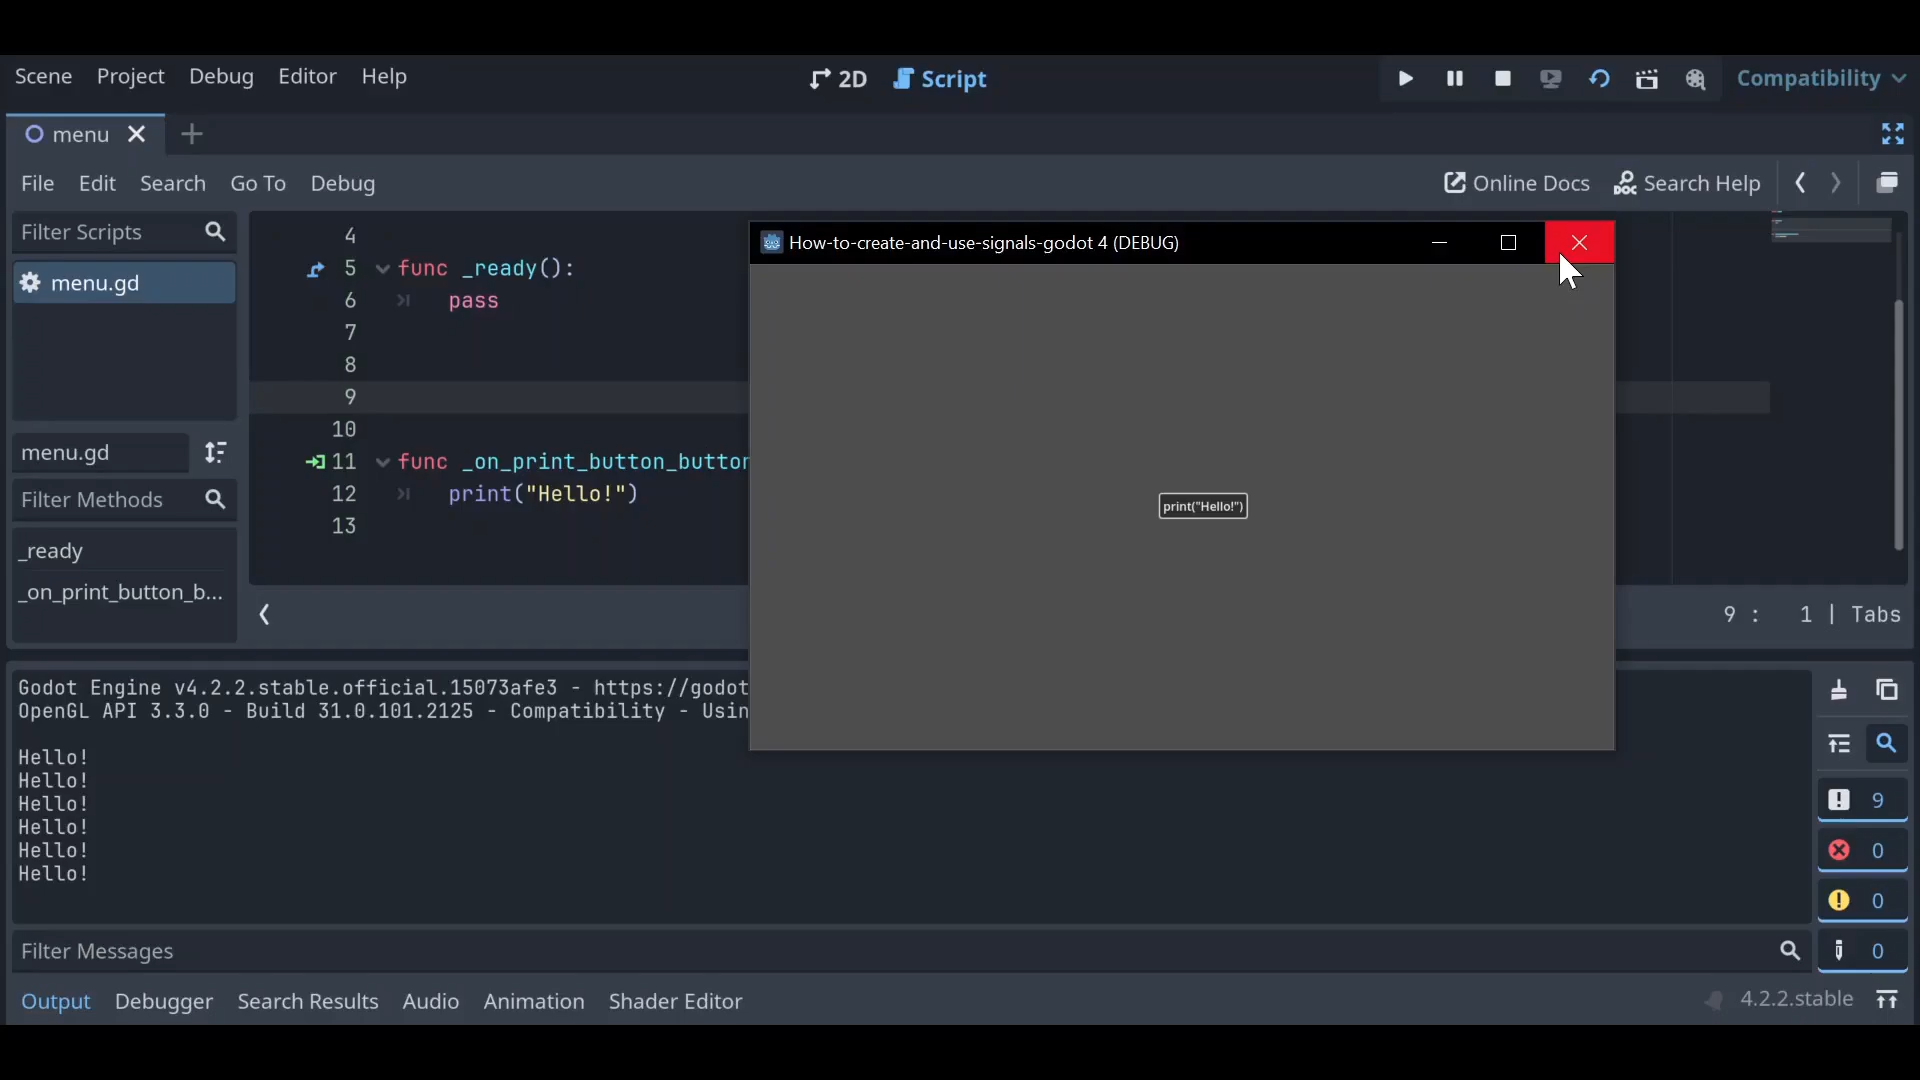 Scene Project Debug Editor Help
2D Script
Compatibility
menu
File Edit Search Go To Debug
Online Docs Search Help
Filter Scripts
menu.gd
menu.gd
Filter Methods
_ready
_on_print_button_b...
4
5 func _ready():
6 pass
7
8
9
10
11 func _on_print_button_button
12 print("Hello!")
13
How-to-create-and-use-signals-godot 4 (DEBUG)
print("Hello!")
9 : 1 | Tabs
Godot Engine v4.2.2.stable.official.15073afe3 - https://godot
OpenGL API 3.3.0 - Build 31.0.101.2125 - Compatibility - Usin
Hello!
Hello!
Hello!
Hello!
Hello!
Hello!
9
0
0
0
Filter Messages
Output Debugger Search Results Audio Animation Shader Editor
4.2.2.stable